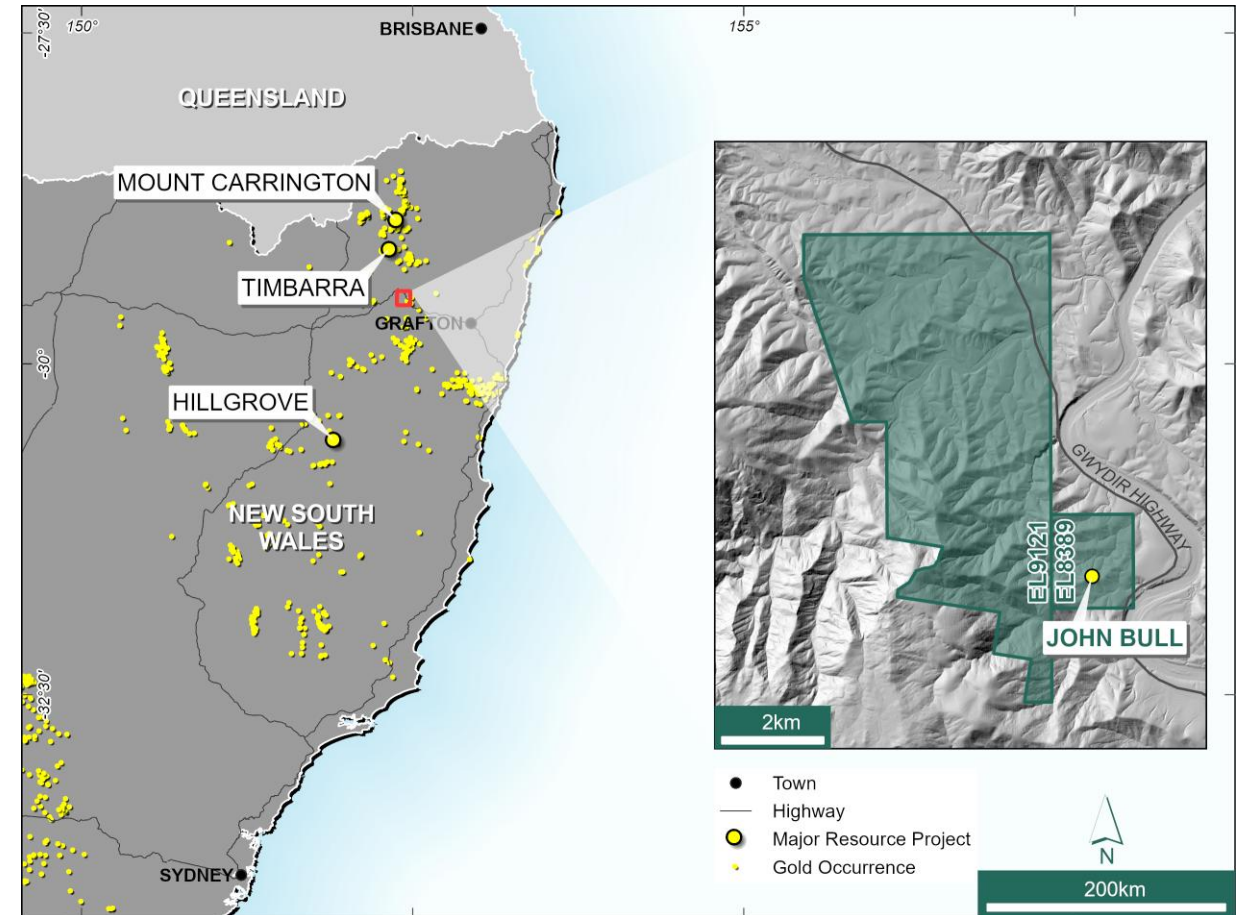 150°
155°
-27°30'
-30°
-32°30'
BRISBANE
QUEENSLAND
MOUNT CARRINGTON
TIMBARRA
GRAFTON
HILLGROVE
NEW SOUTH
WALES
SYDNEY
GWYDIR HIGHWAY
EL9121
EL8389
JOHN BULL
2km
Town
Highway
Major Resource Project
Gold Occurrence
N
200km